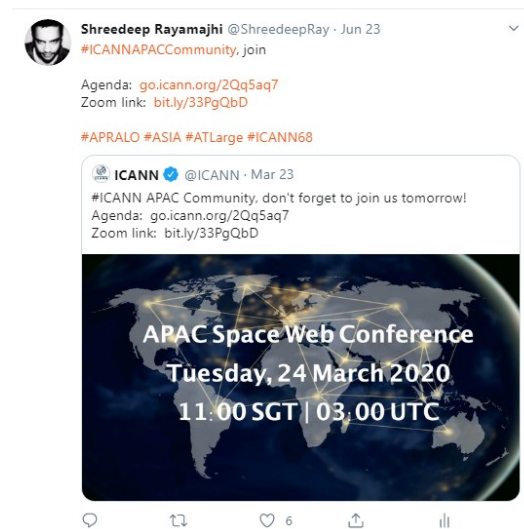 Shreedeep Rayamajhi @ShreedeepRay · Jun 23
#ICANNAPACCommunity, join
Agenda: go.icann.org/2Qq5aq7
Zoom link: bit.ly/33PgQbD
#APRALO #ASIA #ATLarge #ICANN68
ICANN @ICANN · Mar 23
#ICANN APAC Community, don't forget to join us tomorrow!
Agenda: go.icann.org/2Qq5aq7
Zoom link: bit.ly/33PgQbD
APAC Space Web Conference
Tuesday, 24 March 2020
11:00 SGT | 03:00 UTC
6